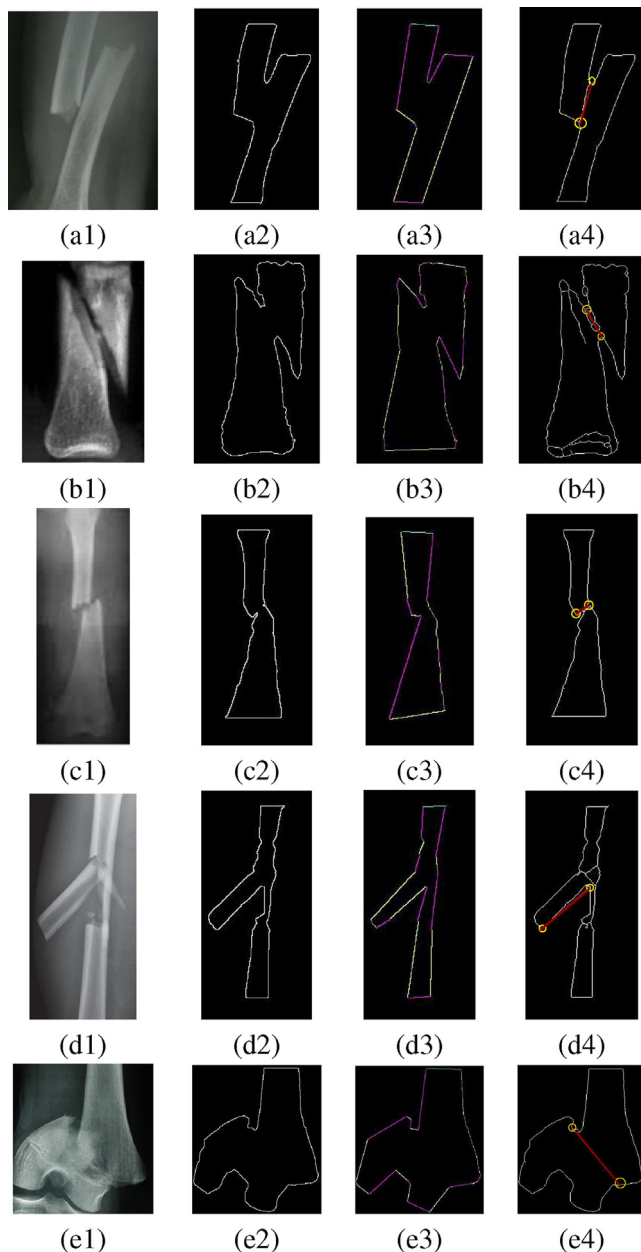 (a1) (a2) (a3) (a4)
(b1) (b2) (b3) (b4)
(c1) (c2) (c3) (c4)
(d1) (d2) (d3) (d4)
(e1) (e2) (e3) (e4)